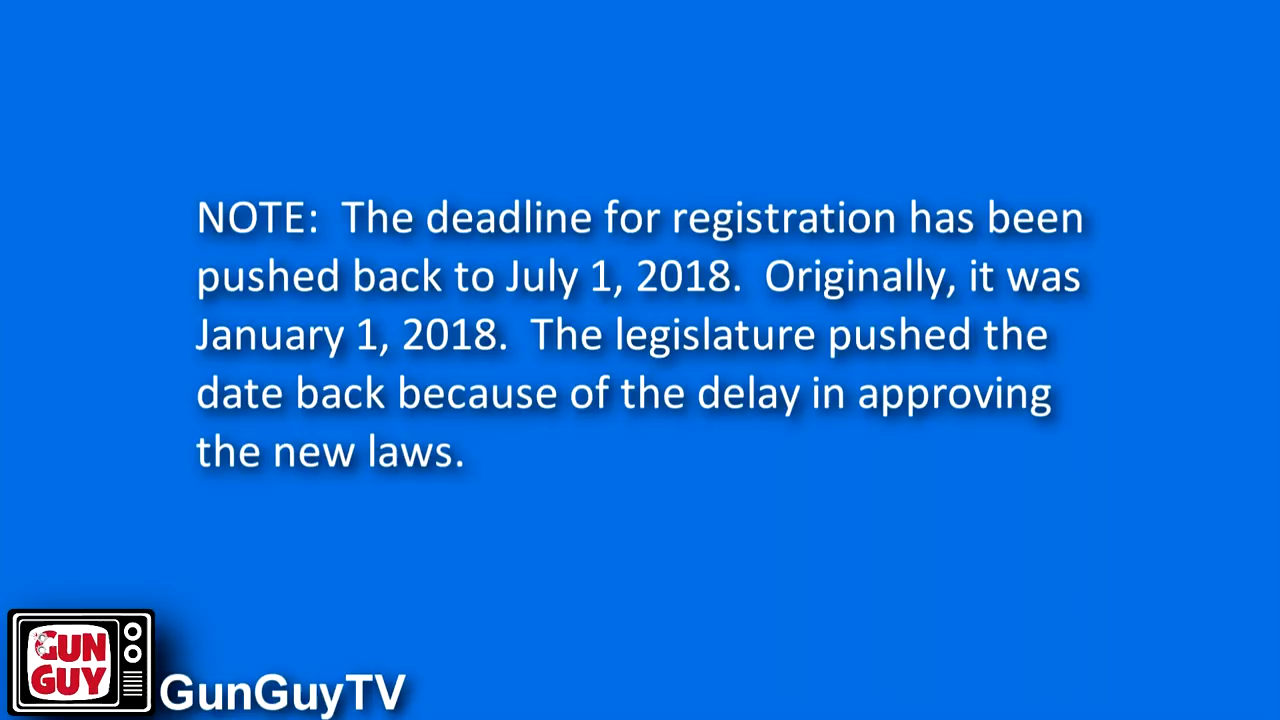 NOTE:  The deadline for registration has been
pushed back to July 1, 2018.  Originally, it was
January 1, 2018.  The legislature pushed the
date back because of the delay in approving
the new laws.
GUN
GUY
GunGuyTV